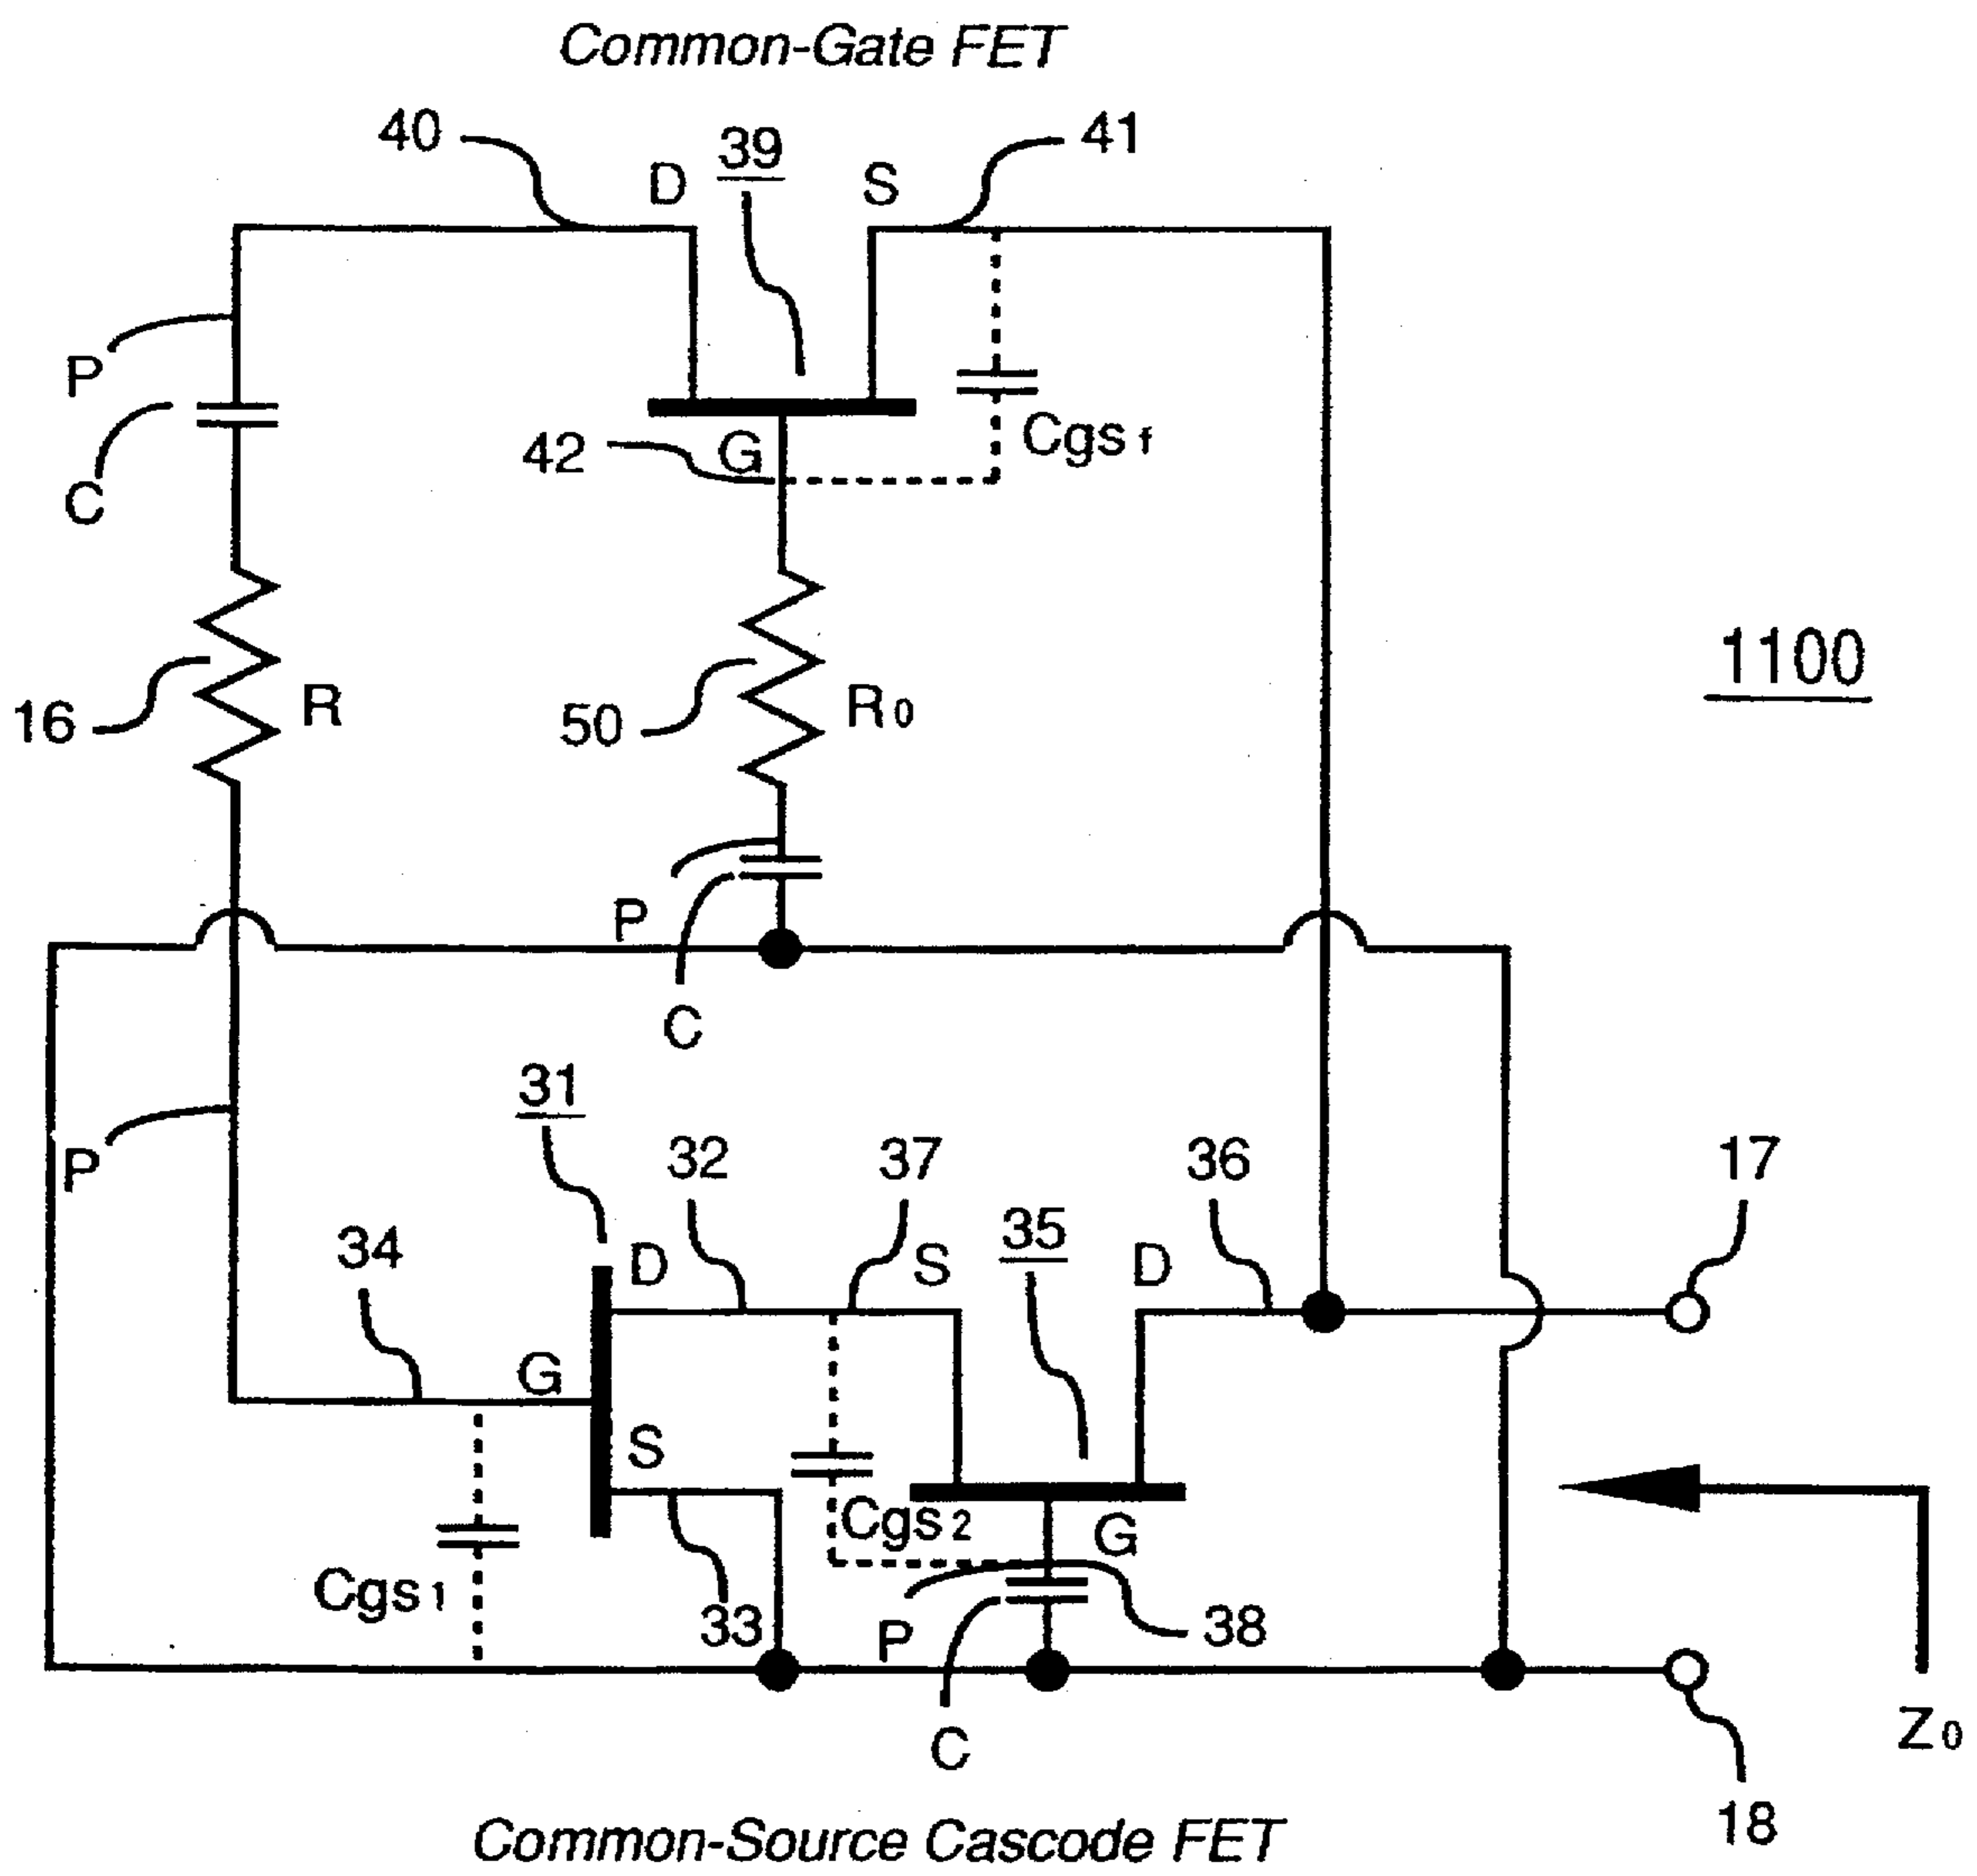 Common-Gate FET
40
39
41
D
S
P
C
42
G
Cgs f
16
R
50
R0
1100
P
C
31
P
32
37
36
17
34
35
D
S
D
G
S
Cgs 2
G
Cgs 1
33
P
38
C
Z0
18
Common-Source Cascode FET